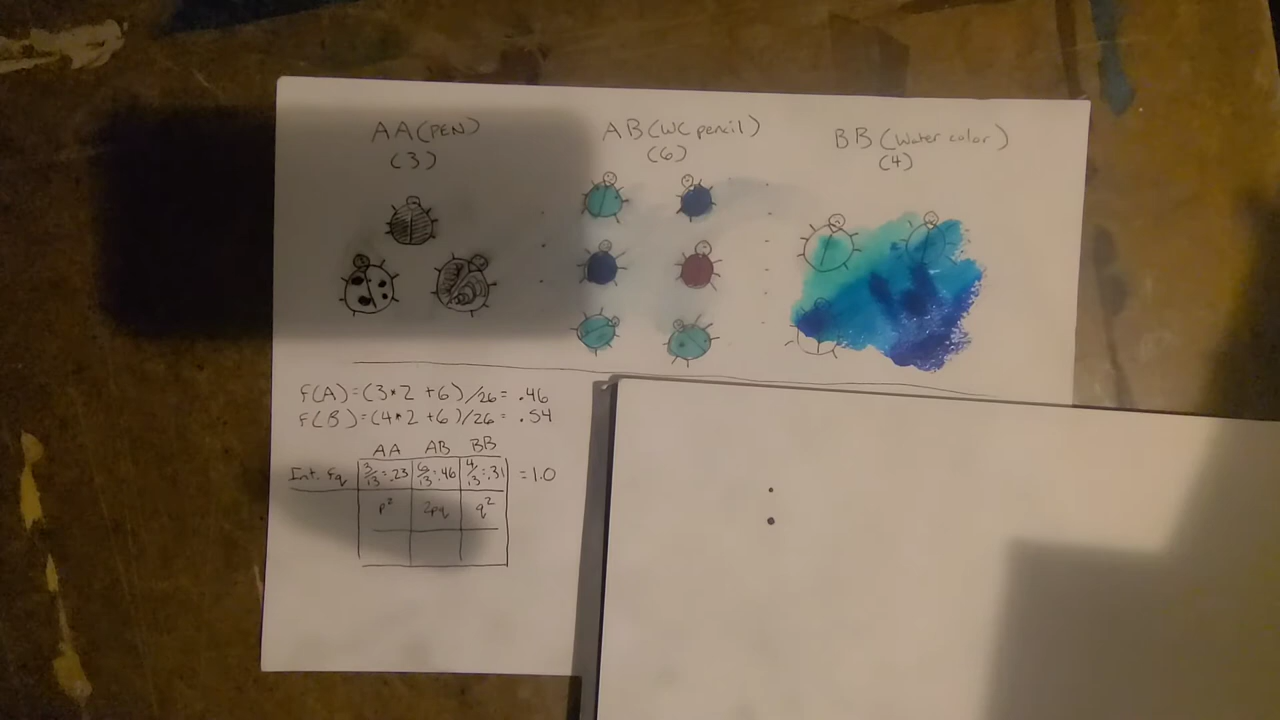 AA (PEN)
(3)
AB (WC pencil)
(6)
BB (Water color)
(4)
f(A)=(3*2 +6)/26= .46
f(B)=(4*2 +6)/26= .54
AA AB BB
Int. Fq 3/13=.23 6/13=.46 4/13=.31 =1.0
p² 2pq q²